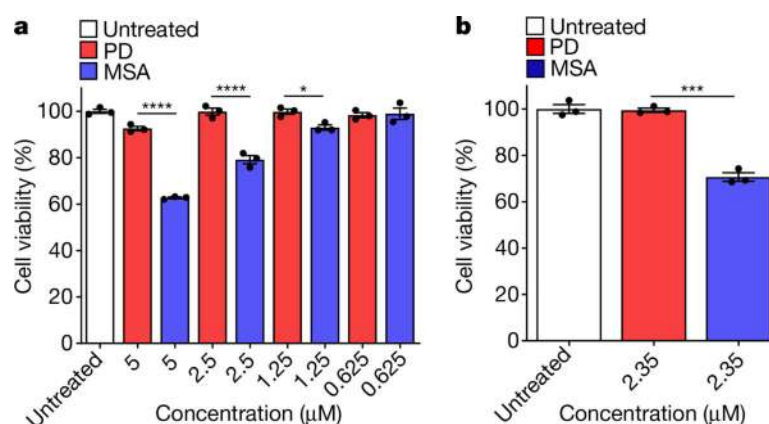 a
Untreated
PD
MSA
**** **** *
Cell viability (%)
100
80
60
40
20
0
Untreated 5 5 2.5 2.5 1.25 1.25 0.625 0.625
Concentration (μM)
b
Untreated
PD
MSA
***
Cell viability (%)
100
80
60
40
20
0
Untreated 2.35 2.35
Concentration (μM)